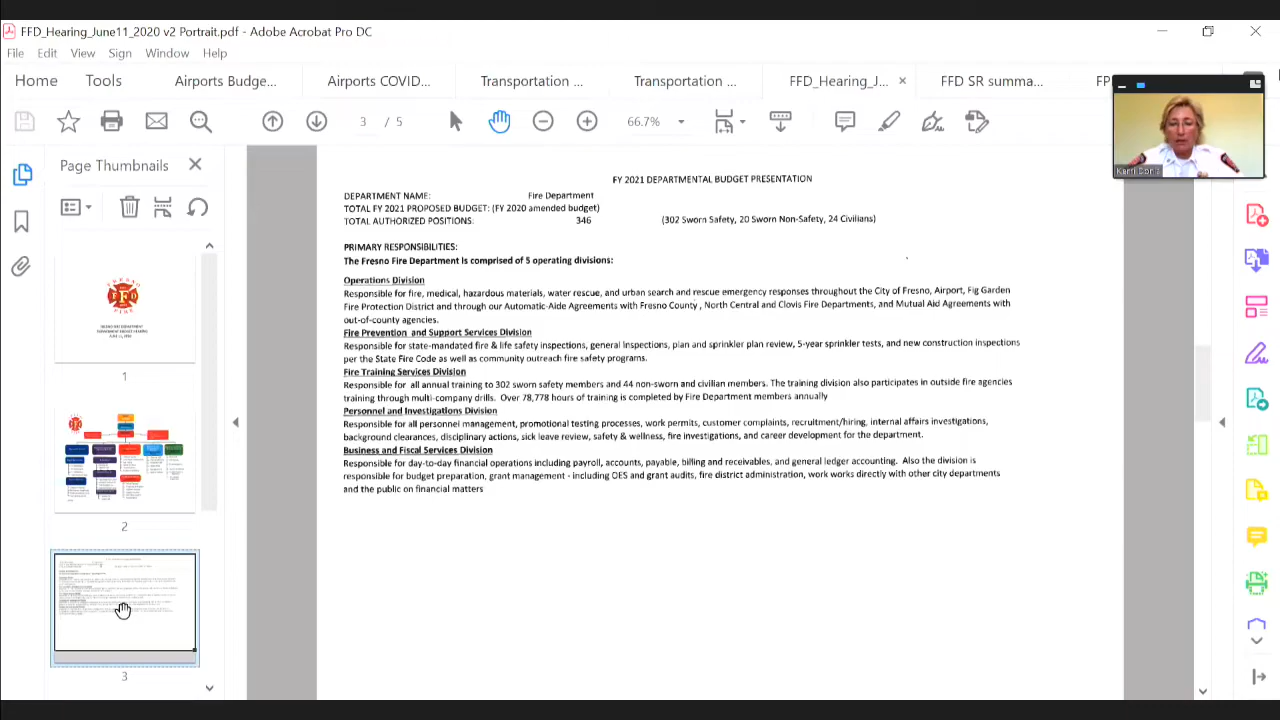 FFD_Hearing_June11_2020 v2 Portrait.pdf - Adobe Acrobat Pro DC
File Edit View Sign Window Help
Home Tools Airports Budge... Airports COVID... Transportation ... Transportation ... FFD_Hearing_J... FFD SR summa...
3 / 5 66.7%
Page Thumbnails
1
2
3
FY 2021 DEPARTMENTAL BUDGET PRESENTATION
DEPARTMENT NAME: Fire Department
TOTAL FY 2021 PROPOSED BUDGET: (FY 2020 amended budget)
TOTAL AUTHORIZED POSITIONS: 346 (302 Sworn Safety, 20 Sworn Non-Safety, 24 Civilians)
PRIMARY RESPONSIBILITIES:
The Fresno Fire Department is comprised of 5 operating divisions:
Operations Division
Responsible for fire, medical, hazardous materials, water rescue, and urban search and rescue emergency responses throughout the City of Fresno, Airport, Fig Garden
Fire Protection District and through our Automatic-Aide Agreements with Fresno County , North Central and Clovis Fire Departments, and Mutual Aid Agreements with
out-of-county agencies.
Fire Prevention and Support Services Division
Responsible for state-mandated fire & life safety inspections, general inspections, plan and sprinkler plan review, 5-year sprinkler tests, and new construction inspections
per the State Fire Code as well as community outreach fire safety programs.
Fire Training Services Division
Responsible for all annual training to 302 sworn safety members and 44 non-sworn and civilian members. The training division also participates in outside fire agencies
training through multi-company drills. Over 78,778 hours of training is completed by Fire Department members annually
Personnel and Investigations Division
Responsible for all personnel management, promotional testing processes, work permits, customer complaints, recruitment/hiring, internal affairs investigations,
background clearances, disciplinary actions, sick leave review, safety & wellness, fire investigations, and career development for the department.
Business and Fiscal Services Division
Responsible for day-to-day financial operations including payroll, accounts, payable, billing and receivables, and general ledger accounting. Also the division is
responsible for budget preparation, grant management - including OES and grant audits, fire district administration, work works directly with other city departments
and the public on financial matters